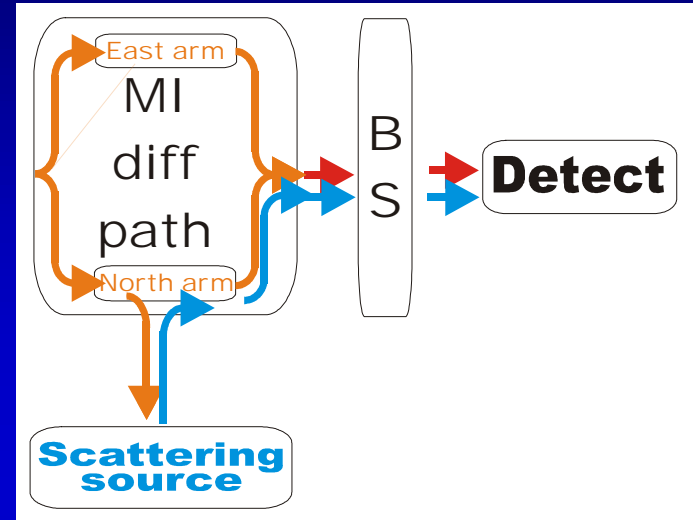 East arm
MI
diff
path
North arm
B
S
Detect
Scattering
source